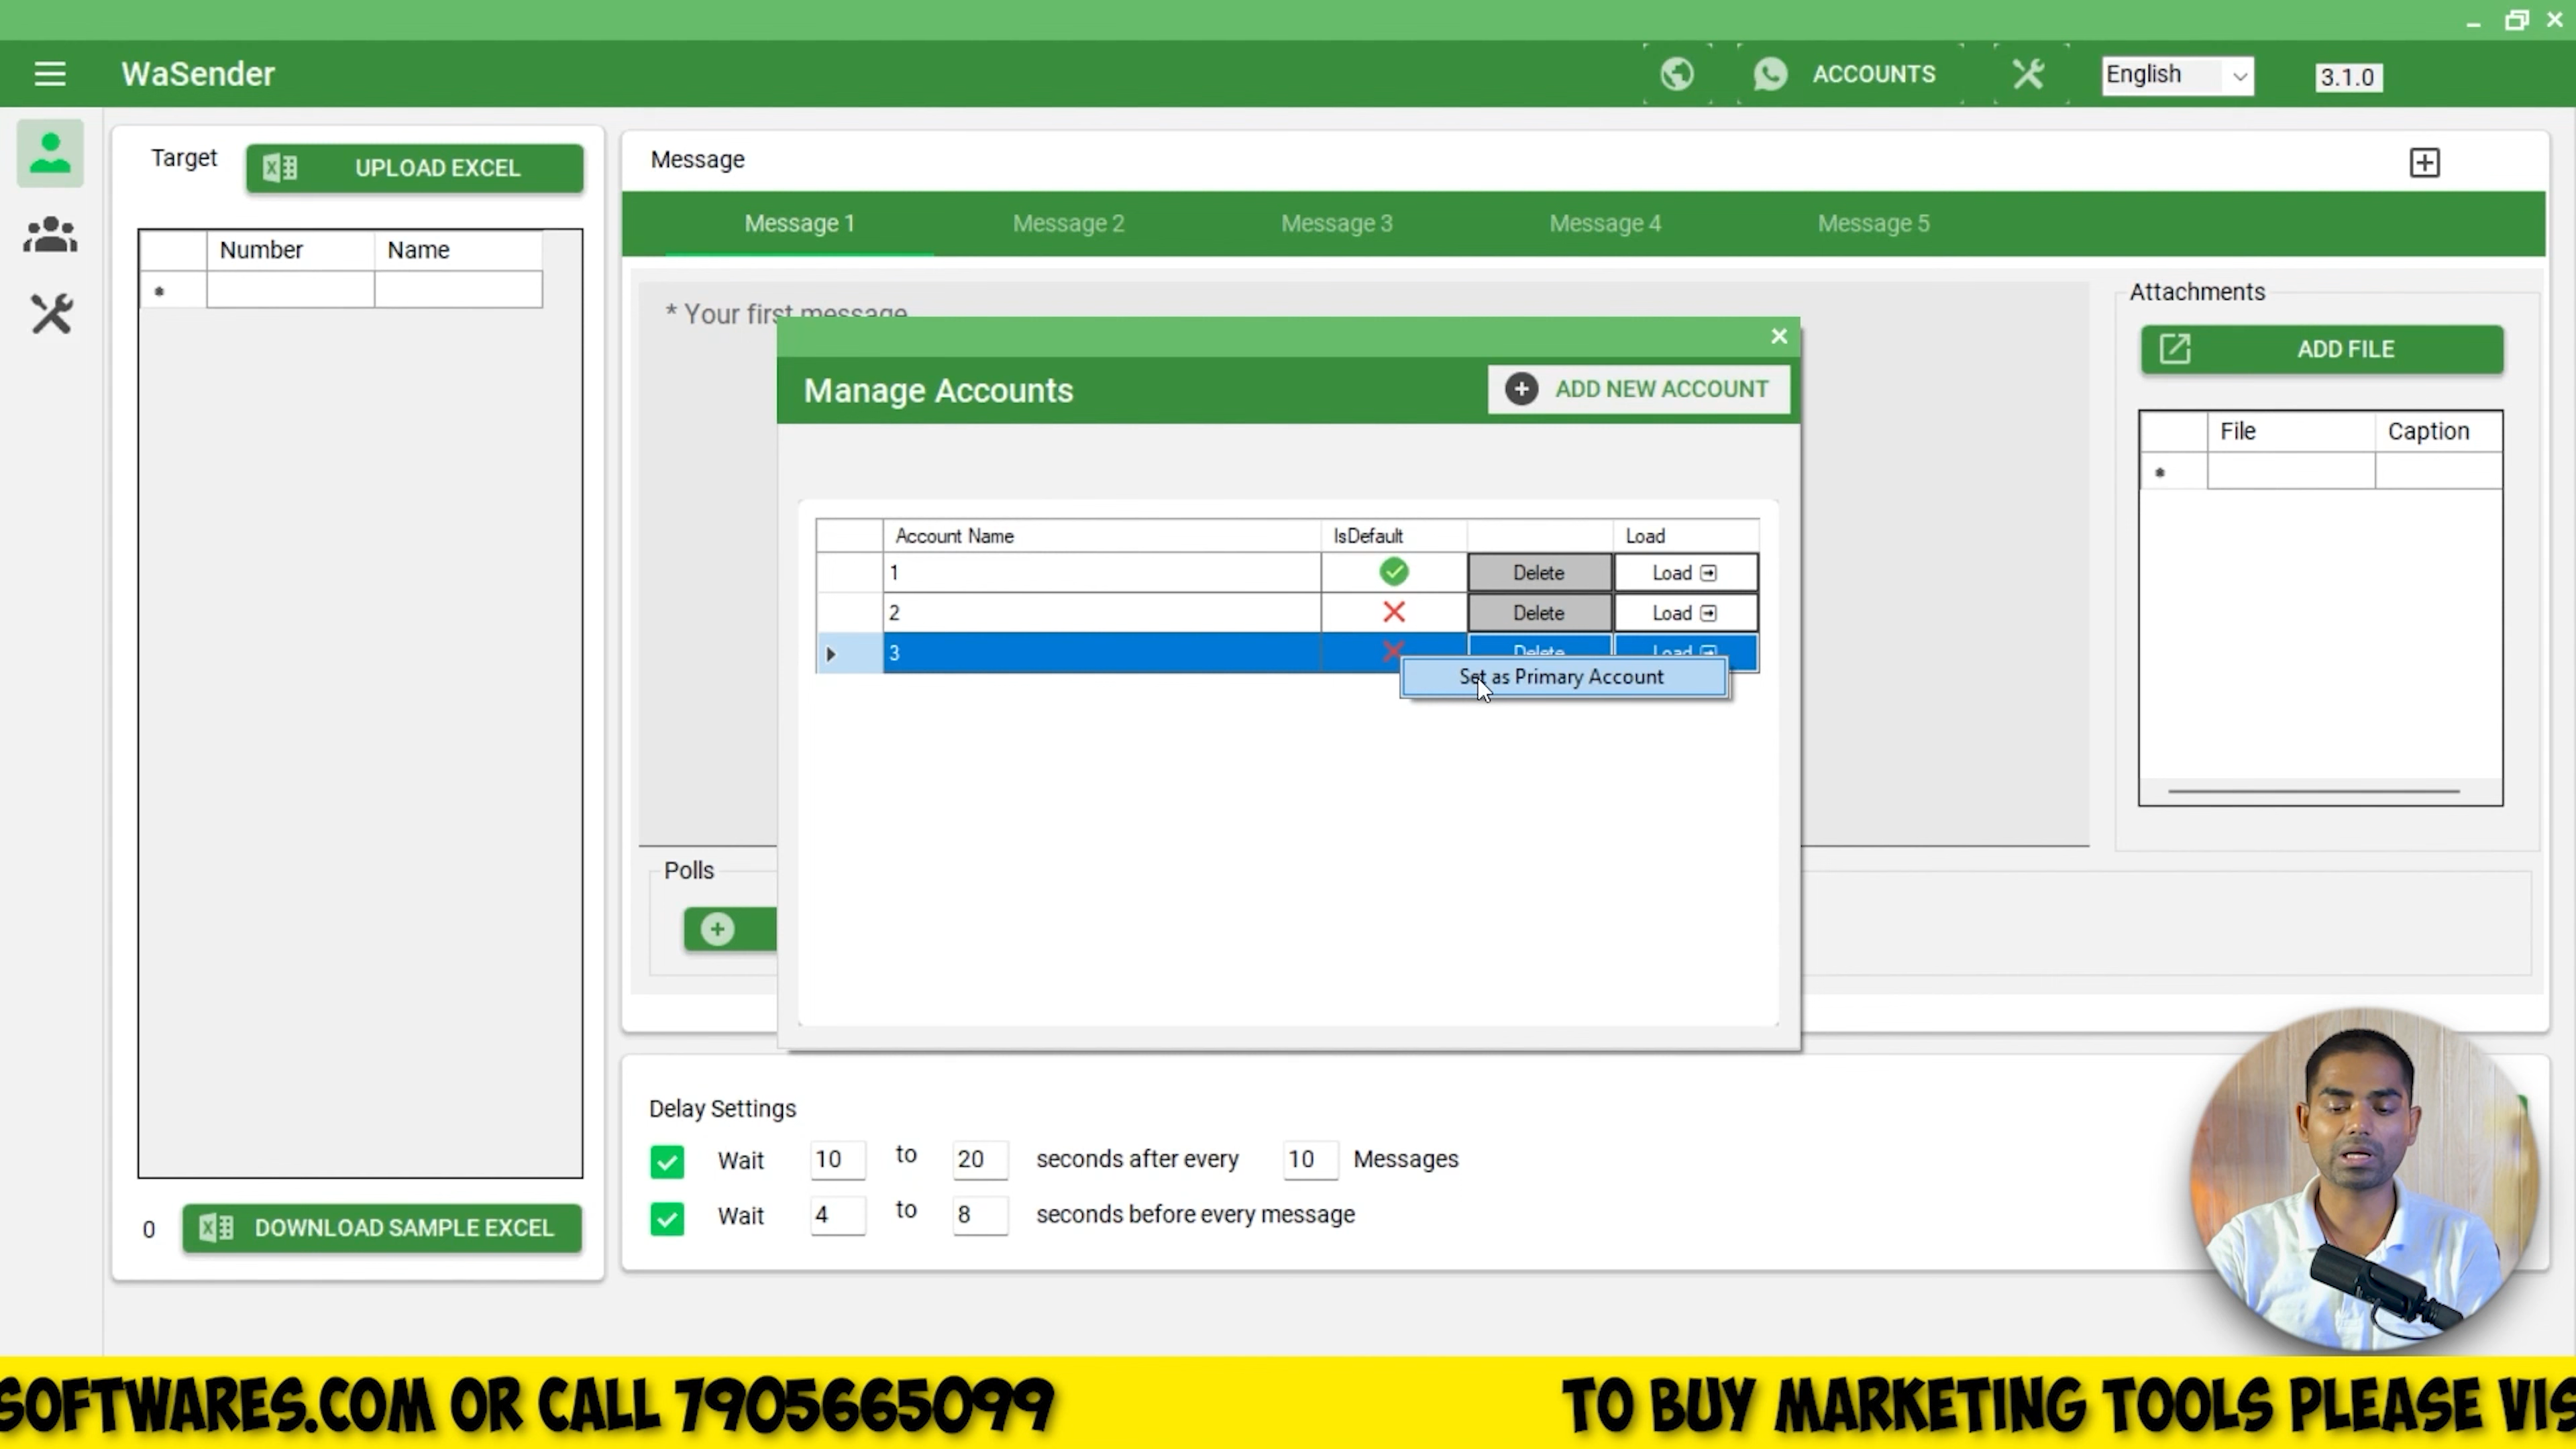 WaSender
ACCOUNTS
English
3.1.0
Target
UPLOAD EXCEL
Number Name
Message
Message 1 Message 2 Message 3 Message 4 Message 5
* Your first message
Attachments
ADD FILE
File Caption
Manage Accounts
ADD NEW ACCOUNT
Account Name IsDefault Load
1 Delete Load
2 Delete Load
3 Delete Load
Set as Primary Account
Polls
Delay Settings
Wait 10 to 20 seconds after every 10 Messages
Wait 4 to 8 seconds before every message
0 DOWNLOAD SAMPLE EXCEL
SOFTWARES.COM OR CALL 7905665099 TO BUY MARKETING TOOLS PLEASE VIS